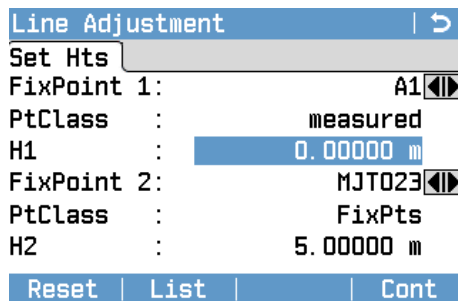 Line Adjustment
Set Hts
FixPoint 1: A1
PtClass : measured
H1 : 0.00000 m
FixPoint 2: MJT023
PtClass : FixPts
H2 : 5.00000 m
Reset | List | | Cont